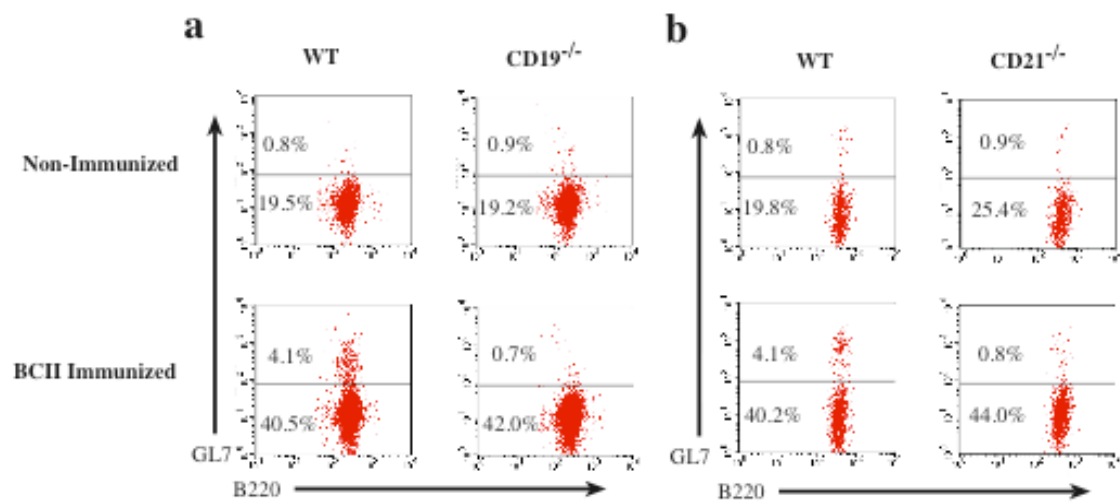 a
b
WT
CD19-/-
WT
CD21-/-
Non-Immunized
0.8%
19.5%
0.9%
19.2%
0.8%
19.8%
0.9%
25.4%
BCII Immunized
4.1%
40.5%
0.7%
42.0%
4.1%
40.2%
0.8%
44.0%
GL7
B220
GL7
B220